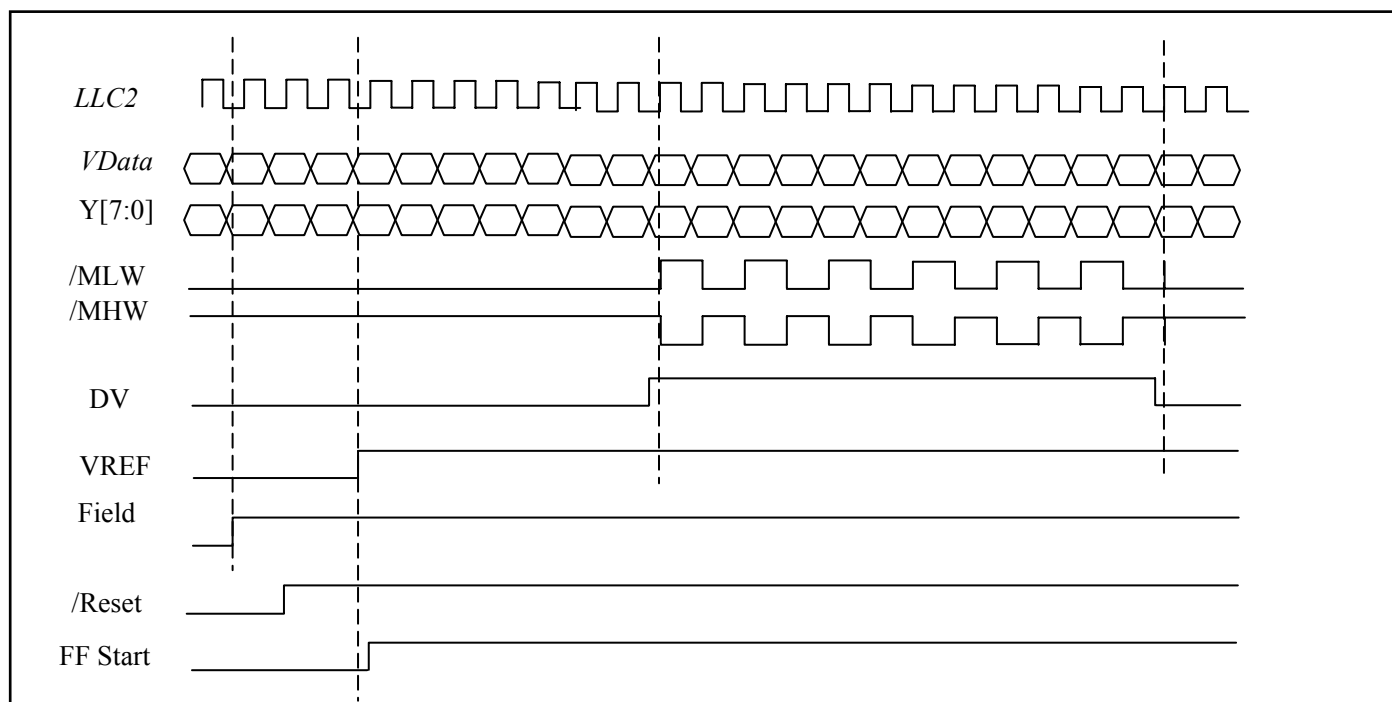 LLC2
VData
Y[7:0]
/MLW
/MHW
DV
VREF
Field
/Reset
FF Start